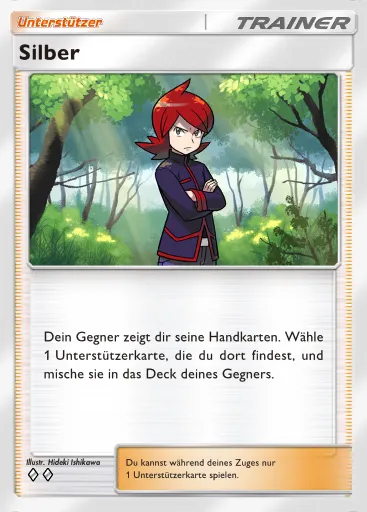 Unterstützer
TRAINER
Silber
Dein Gegner zeigt dir seine Handkarten. Wähle
1 Unterstützerkarte, die du dort findest, und
mische sie in das Deck deines Gegners.
Illustr. Hideki Ishikawa
Du kannst während deines Zuges nur
1 Unterstützerkarte spielen.